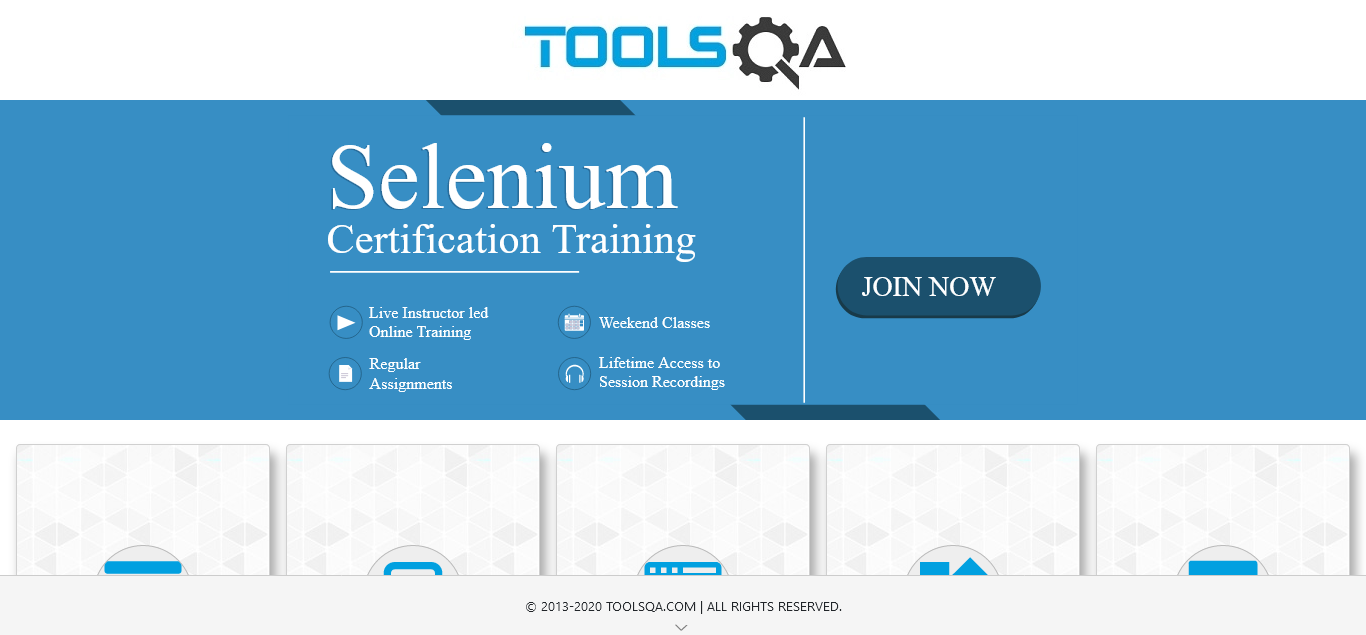 TOOLSQA
Selenium
Certification Training
JOIN NOW
Live Instructor led
Online Training
Weekend Classes
Regular
Assignments
Lifetime Access to
Session Recordings
© 2013-2020 TOOLSQA.COM | ALL RIGHTS RESERVED.